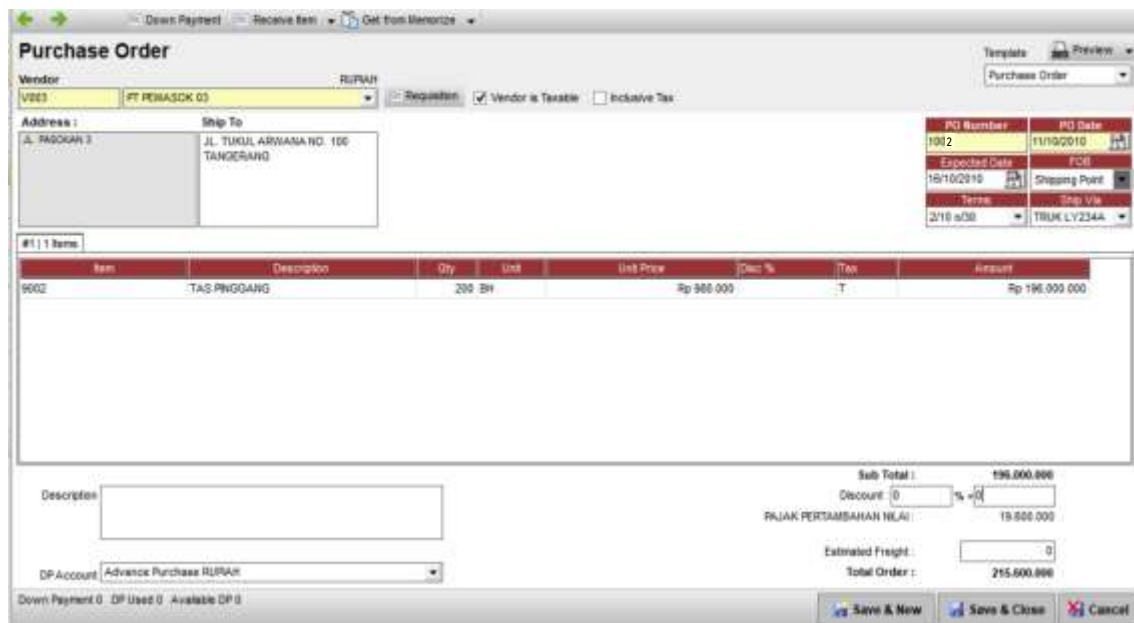 Down Payment Receive Item Get from Memorize
Purchase Order
Template Preview
Purchase Order
Vendor RUPIAH
V003 PT PEMASOK 03 Requisition Vendor is Taxable Inclusive Tax
Address : Ship To
JL. TUKUL ARWANA NO. 100
TANGERANG
PO Number PO Date
1002 11/10/2010
Expected Date FOB
16/10/2010 Shipping Point
Terms Ship Via
2/10 n/30 TRUK LY234A
#1 | 1 Items
Item Description Qty Unit Unit Price Disc % Tax Amount
9002 TAS PINGGANG 200 BH Rp 980.000 T Rp 196.000.000
Sub Total : 196.000.000
Description Discount : 0 % = 0
PAJAK PERTAMBAHAN NILAI : 19.600.000
Estimated Freight : 0
DP Account Advance Purchase RUPIAH Total Order : 215.600.000
Down Payment 0 DP Used 0 Available DP 0
Save & New Save & Close Cancel